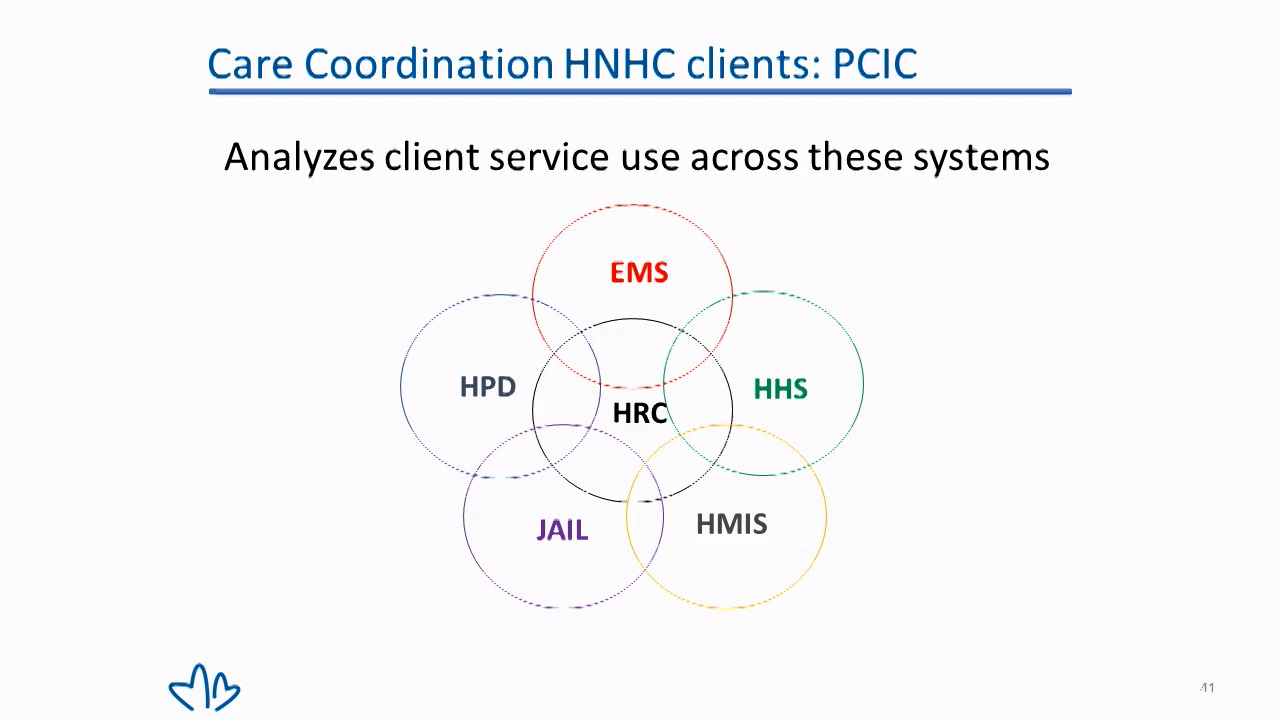 Care Coordination HNHC clients: PCIC
Analyzes client service use across these systems
EMS
HPD
HHS
HRC
JAIL
HMIS
41